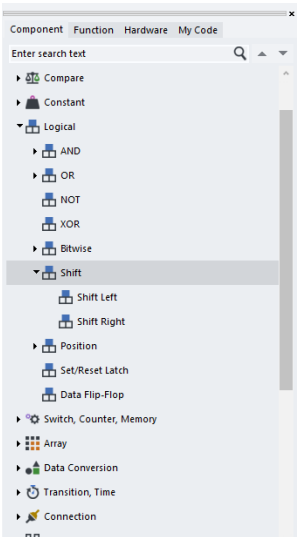 Component Function Hardware My Code
Enter search text
Compare
Constant
Logical
AND
OR
NOT
XOR
Bitwise
Shift
Shift Left
Shift Right
Position
Set/Reset Latch
Data Flip-Flop
Switch, Counter, Memory
Array
Data Conversion
Transition, Time
Connection